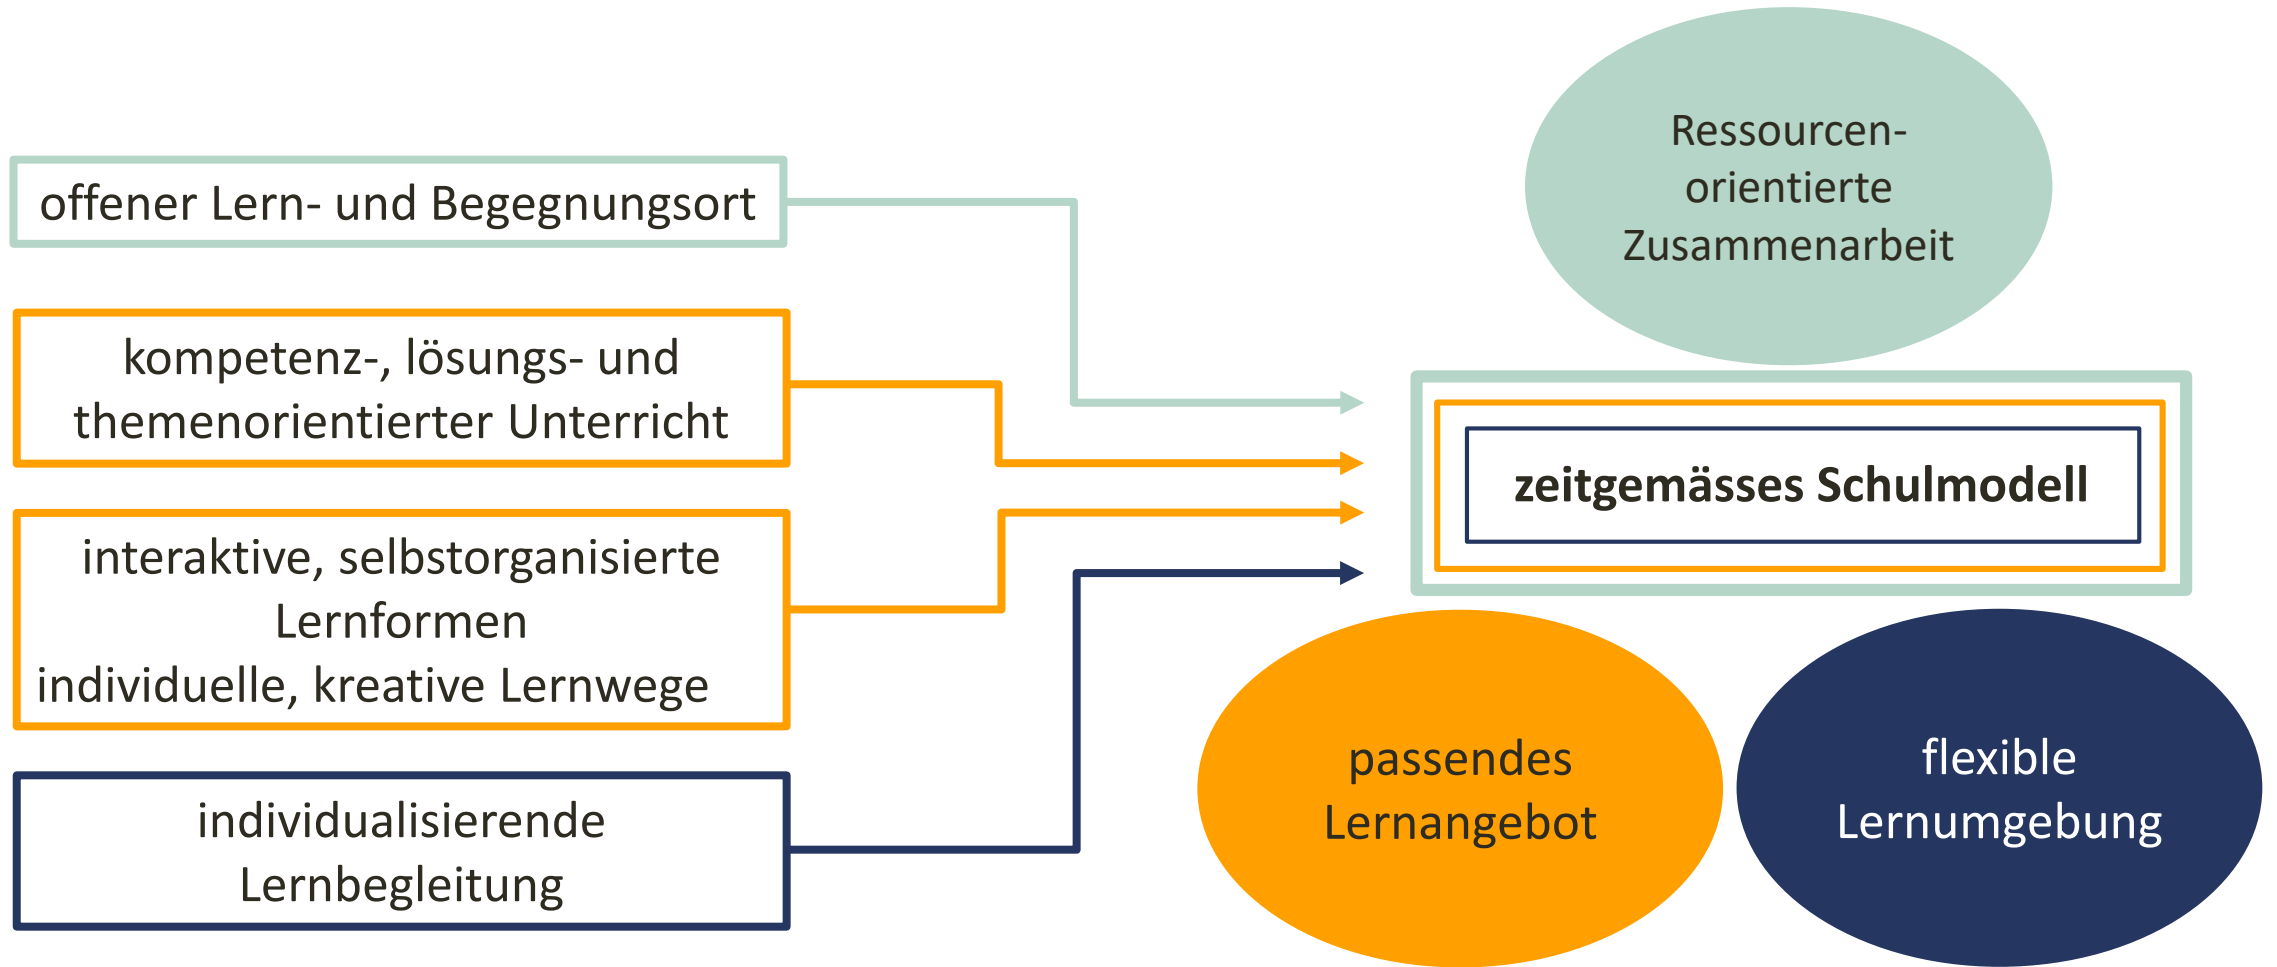 offener Lern- und Begegnungsort
kompetenz-, lösungs- und
themenorientierter Unterricht
interaktive, selbstorganisierte
Lernformen
individuelle, kreative Lernwege
individualisierende
Lernbegleitung
Ressourcen-
orientierte
Zusammenarbeit
zeitgemässes Schulmodell
passendes
Lernangebot
flexible
Lernumgebung